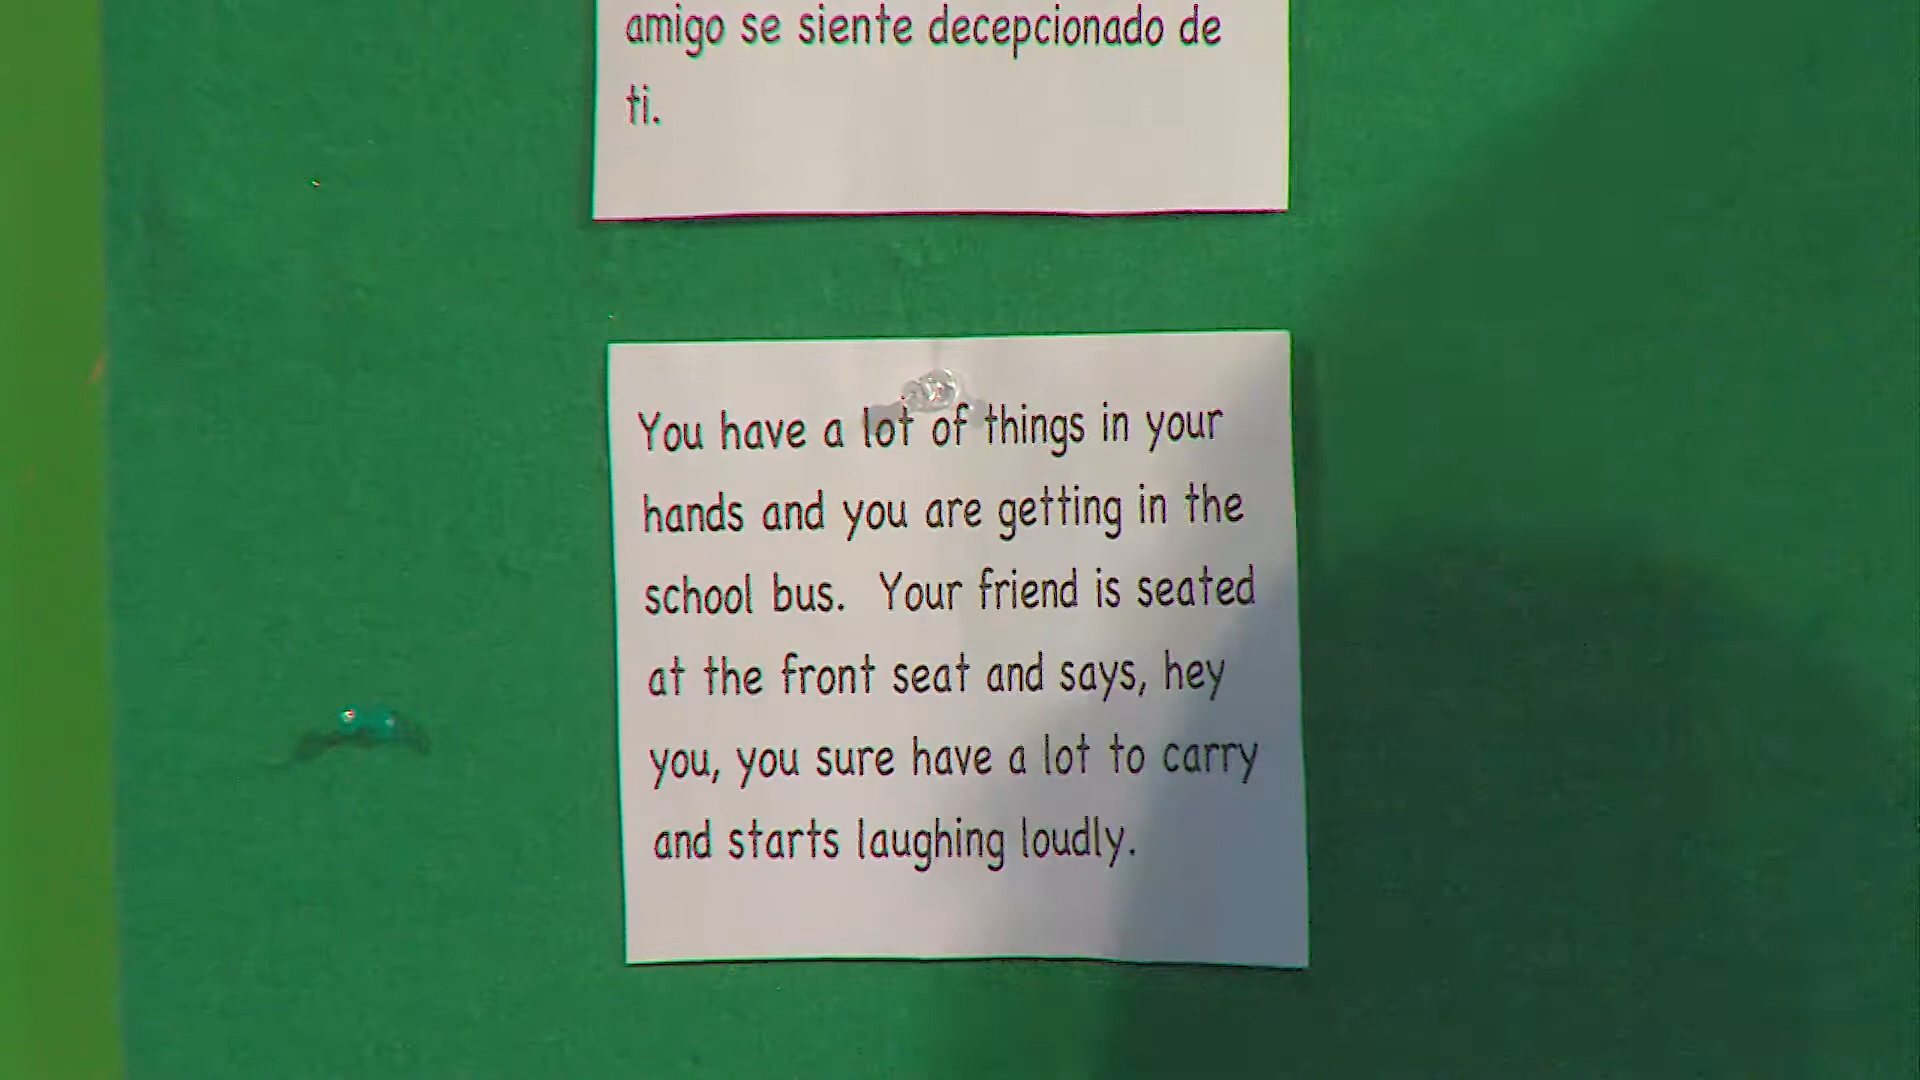 amigo se siente decepcionado de
ti.
You have a lot of things in your
hands and you are getting in the
school bus.  Your friend is seated
at the front seat and says, hey
you, you sure have a lot to carry
and starts laughing loudly.